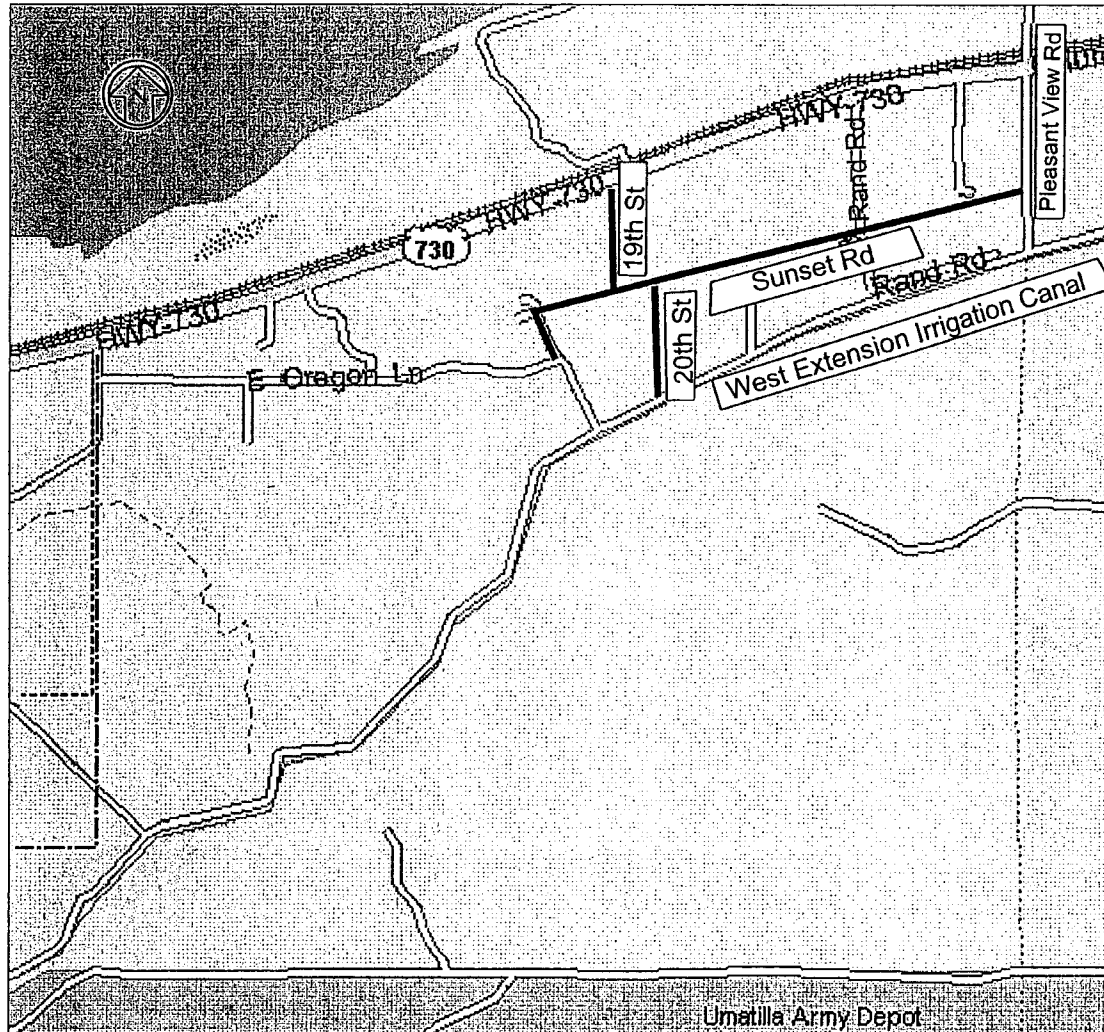 N
Pleasant View Rd
HWY-730
Rand Rd
19th St
HWY-730
730
Sunset Rd
Rand Rd
West Extension Irrigation Canal
20th St
HWY-730
E Oregon Ln
Umatilla Army Depot